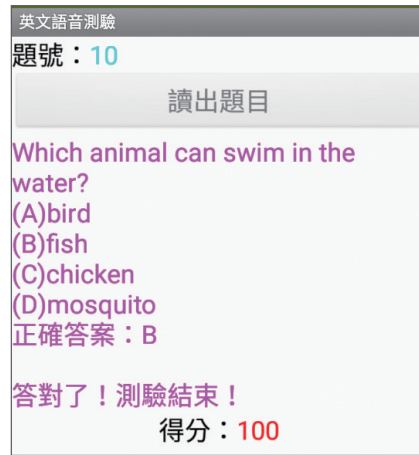 英文語音測驗
題號：10
讀出題目
Which animal can swim in the
water?
(A)bird
(B)fish
(C)chicken
(D)mosquito
正確答案：B
答對了！測驗結束！
得分：100